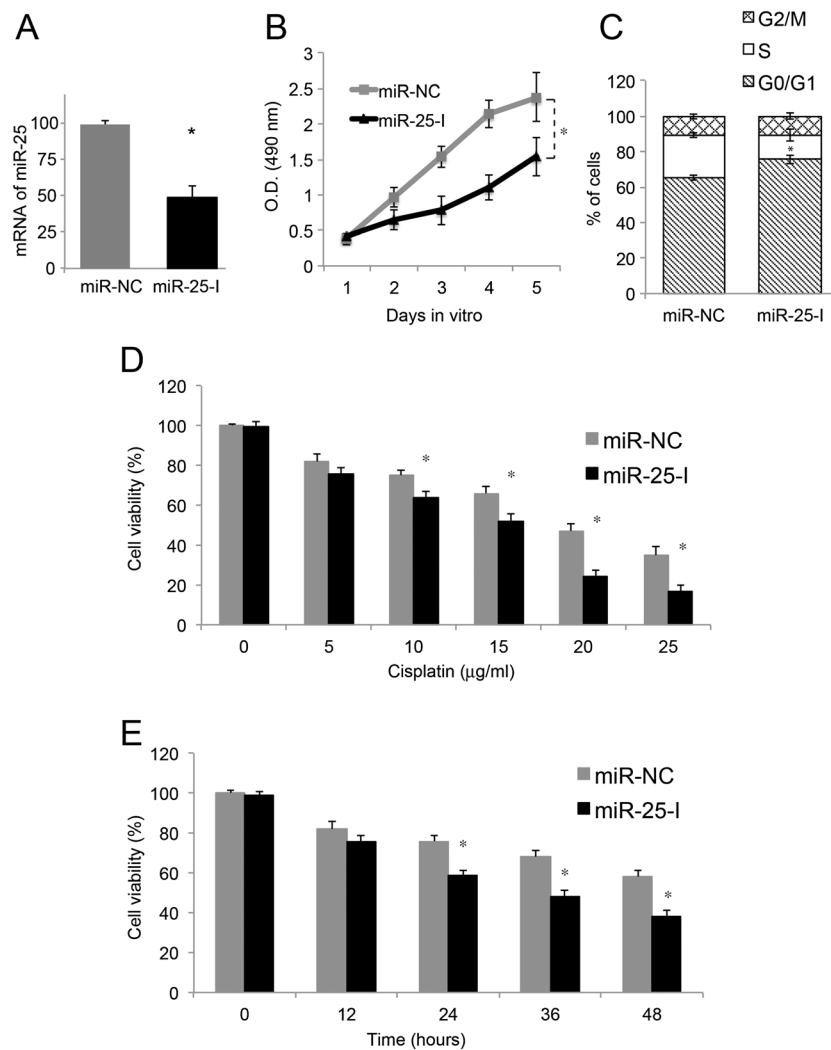 A
mRNA of miR-25
100
75
50
25
0
*
miR-NC
miR-25-I
B
O.D. (490 nm)
3
2.5
2
1.5
1
0.5
0
miR-NC
miR-25-I
*
1 2 3 4 5
Days in vitro
C
G2/M
S
G0/G1
% of cells
120
100
80
60
80
20
0
*
miR-NC
miR-25-I
D
Cell viability (%)
120
100
80
60
40
20
0
miR-NC
miR-25-I
* * * *
0 5 10 15 20 25
Cisplatin (μg/ml)
E
Cell viability (%)
120
100
80
60
40
20
0
miR-NC
miR-25-I
* * *
0 12 24 36 48
Time (hours)